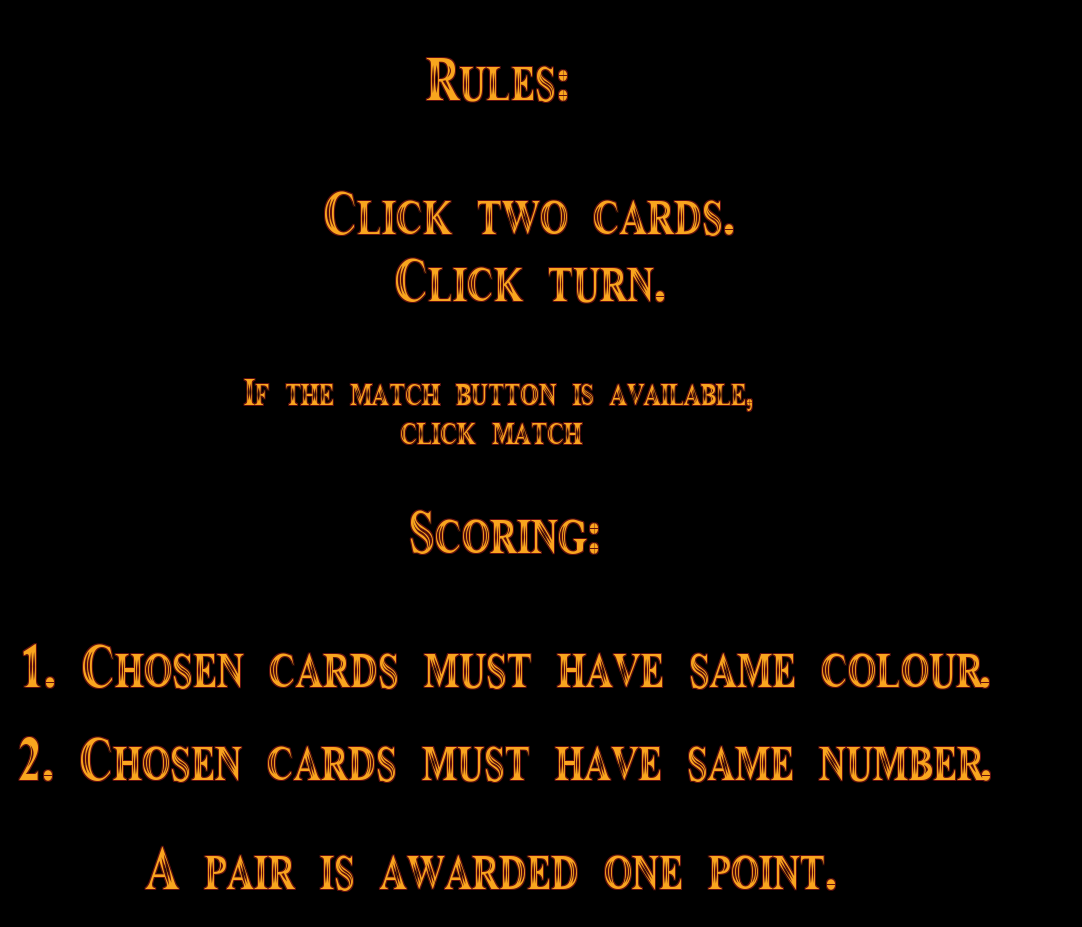 Rules:
Click two cards.
Click turn.
If the match button is available,
click match
Scoring:
1. Chosen cards must have same colour.
2. Chosen cards must have same number.
A pair is awarded one point.